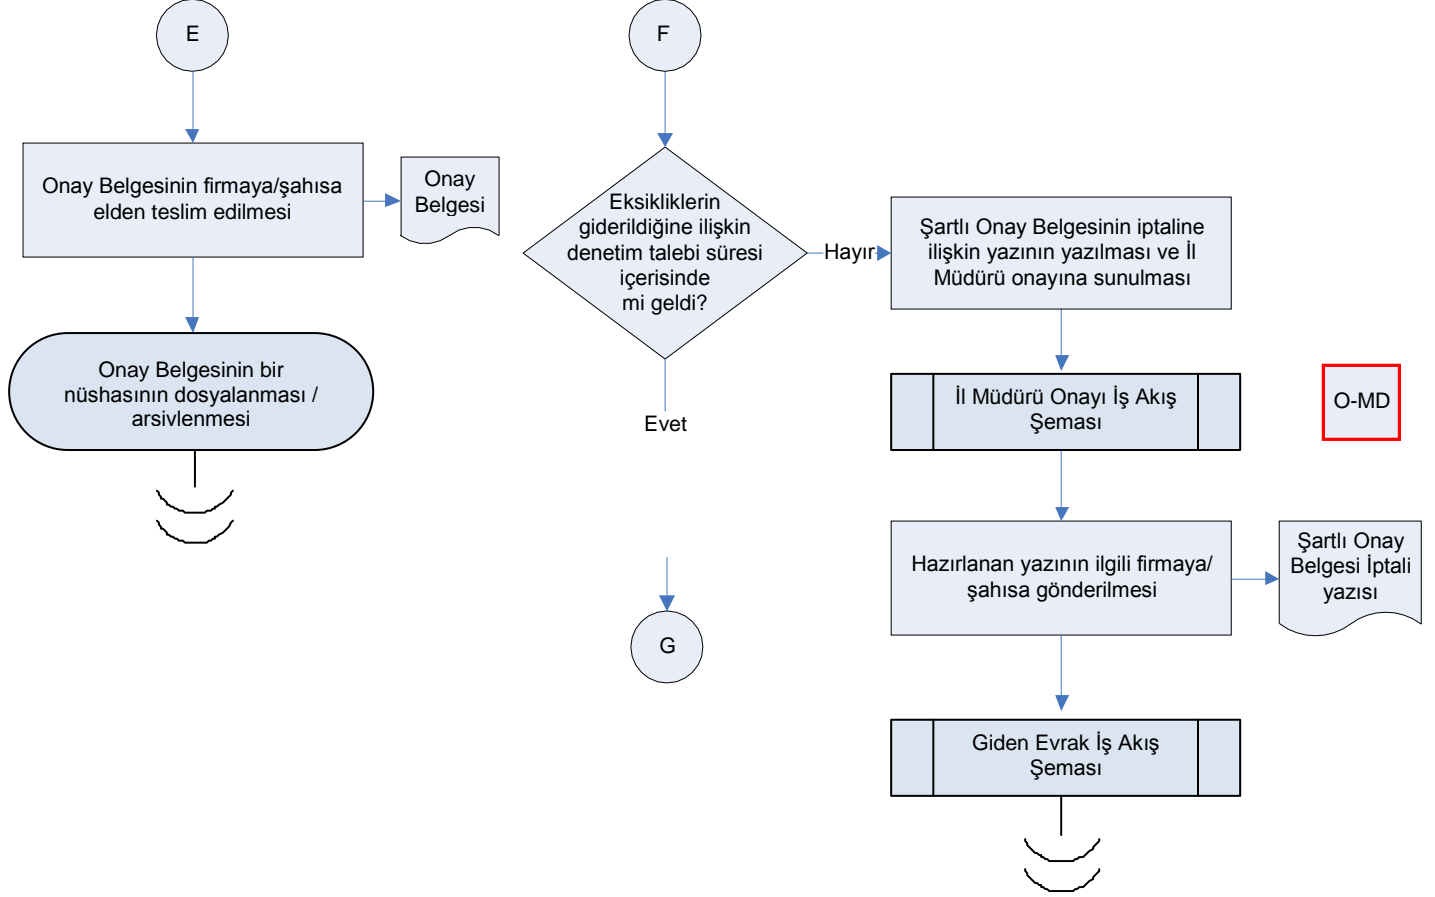 E
Onay Belgesinin firmaya/şahısa
elden teslim edilmesi
Onay
Belgesi
Onay Belgesinin bir
nüshasının dosyalanması /
arsivlenmesi
F
Eksikliklerin
giderildiğine ilişkin
denetim talebi süresi
içerisinde
mi geldi?
Hayır
Evet
G
Şartlı Onay Belgesinin iptaline
ilişkin yazının yazılması ve İl
Müdürü onayına sunulması
İl Müdürü Onayı İş Akış
Şeması
O-MD
Hazırlanan yazının ilgili firmaya/
şahısa gönderilmesi
Şartlı Onay
Belgesi İptali
yazısı
Giden Evrak İş Akış
Şeması